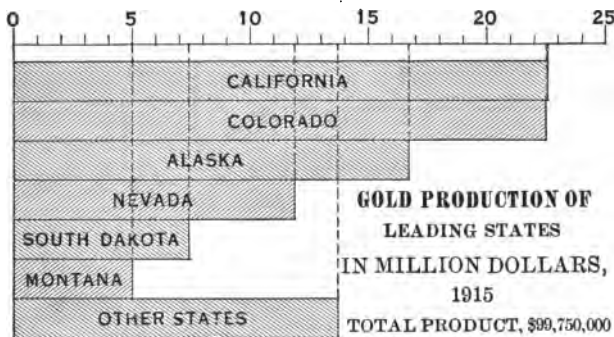 0 5 10 15 20 25
CALIFORNIA
COLORADO
ALASKA
NEVADA
SOUTH DAKOTA
MONTANA
OTHER STATES
GOLD PRODUCTION OF
LEADING STATES
IN MILLION DOLLARS,
1915
TOTAL PRODUCT, $99,750,000